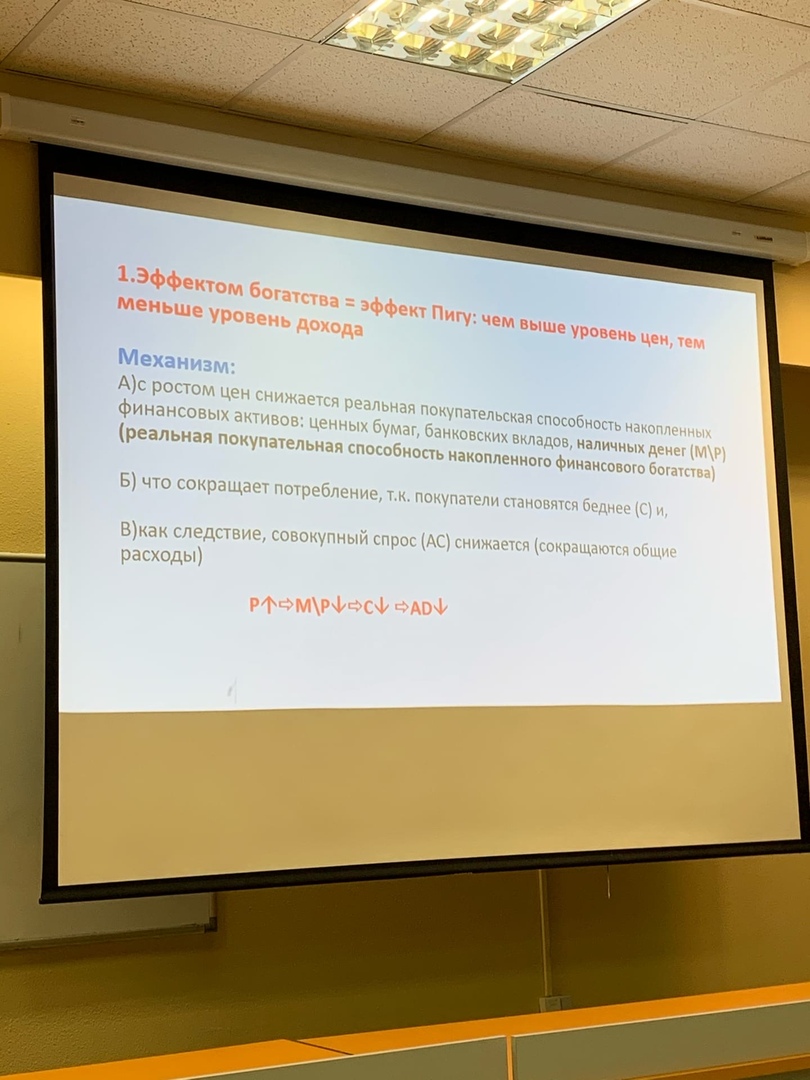 1.Эффектом богатства = эффект Пигу: чем выше уровень цен, тем
меньше уровень дохода
Механизм:
А)с ростом цен снижается реальная покупательская способность накопленных
финансовых активов: ценных бумаг, банковских вкладов, наличных денег (M\P)
(реальная покупательная способность накопленного финансового богатства)
Б) что сокращает потребление, т.к. покупатели становятся беднее (С) и,
В)как следствие, совокупный спрос (АС) снижается (сокращаются общие
расходы)
P↑⇨M\P↓⇨C↓ ⇨AD↓